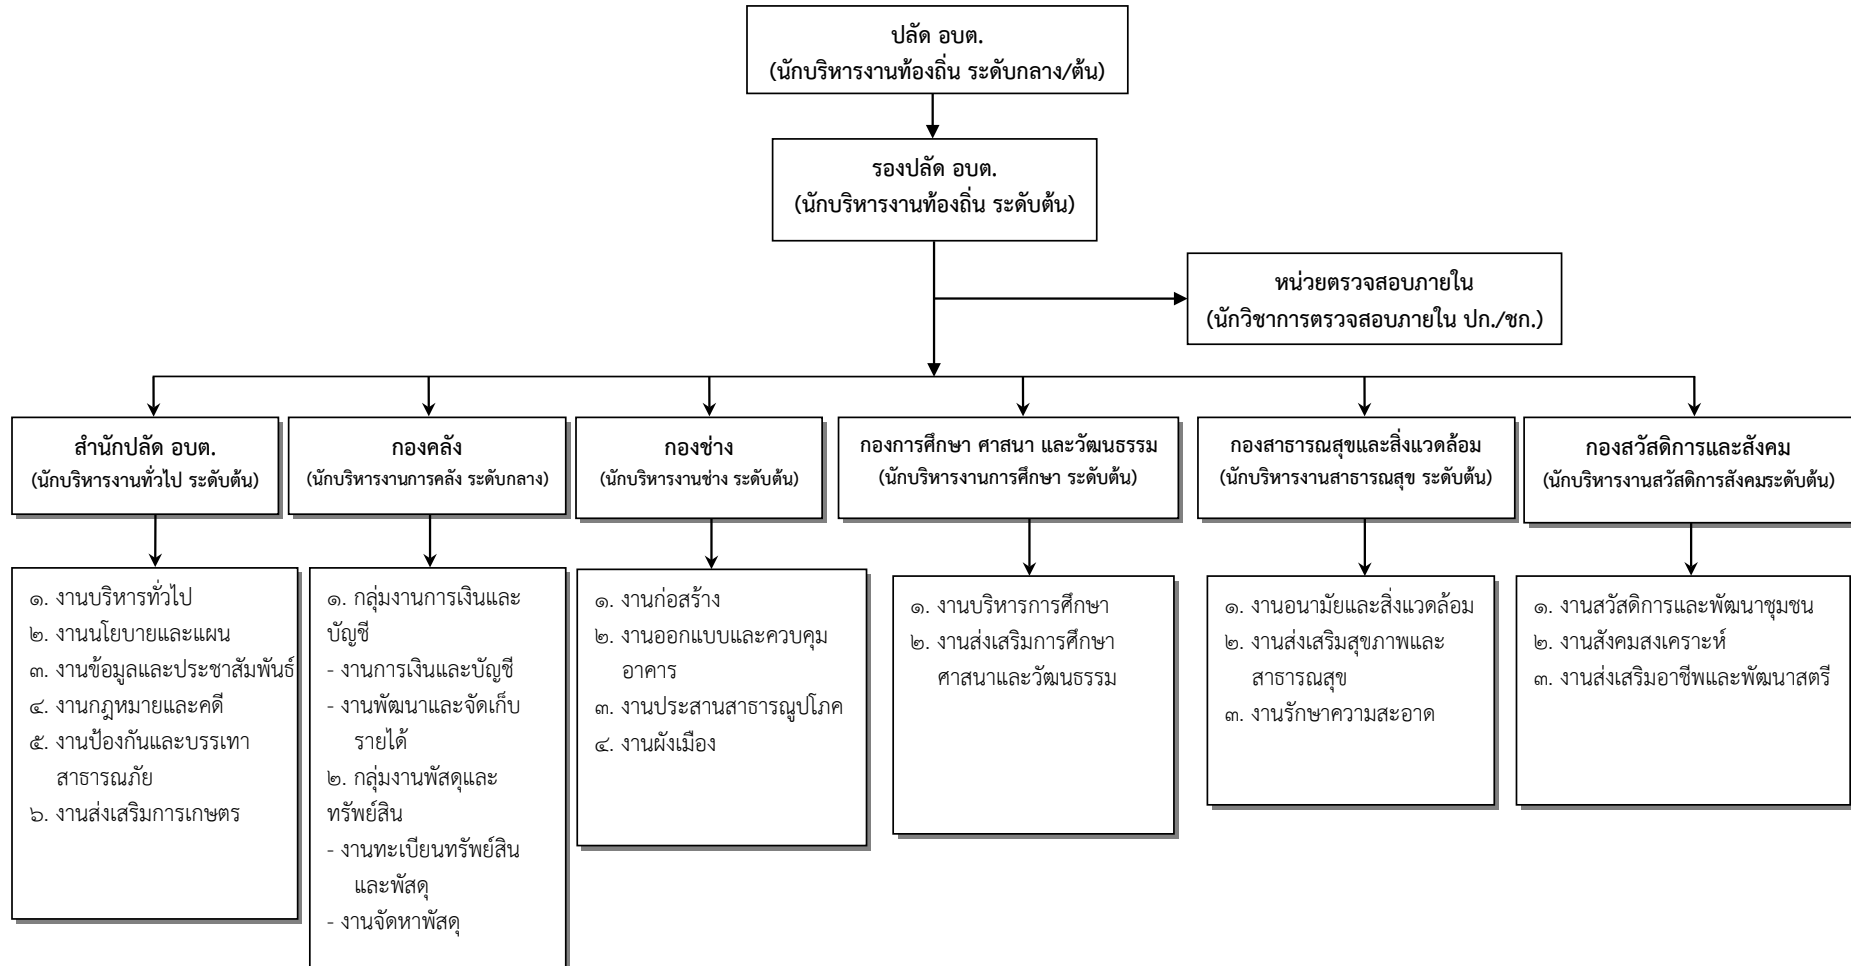 ปลัด อบต.
(นักบริหารงานท้องถิ่น ระดับกลาง/ต้น)
รองปลัด อบต.
(นักบริหารงานท้องถิ่น ระดับต้น)
หน่วยตรวจสอบภายใน
(นักวิชาการตรวจสอบภายใน ปก./ชก.)
สำนักปลัด อบต.
(นักบริหารงานทั่วไป ระดับต้น)
กองคลัง
(นักบริหารงานการคลัง ระดับกลาง)
กองช่าง
(นักบริหารงานช่าง ระดับต้น)
กองการศึกษา ศาสนา และวัฒนธรรม
(นักบริหารงานการศึกษา ระดับต้น)
กองสาธารณสุขและสิ่งแวดล้อม
(นักบริหารงานสาธารณสุข ระดับต้น)
กองสวัสดิการและสังคม
(นักบริหารงานสวัสดิการสังคมระดับต้น)
๑. งานบริหารทั่วไป
๒. งานนโยบายและแผน
๓. งานข้อมูลและประชาสัมพันธ์
๔. งานกฎหมายและคดี
๕. งานป้องกันและบรรเทา
สาธารณภัย
๖. งานส่งเสริมการเกษตร
๑. กลุ่มงานการเงินและ
บัญชี
- งานการเงินและบัญชี
- งานพัฒนาและจัดเก็บ
รายได้
๒. กลุ่มงานพัสดุและ
ทรัพย์สิน
- งานทะเบียนทรัพย์สิน
และพัสดุ
- งานจัดหาพัสดุ
๑. งานก่อสร้าง
๒. งานออกแบบและควบคุม
อาคาร
๓. งานประสานสาธารณูปโภค
๔. งานผังเมือง
๑. งานบริหารการศึกษา
๒. งานส่งเสริมการศึกษา
ศาสนาและวัฒนธรรม
๑. งานอนามัยและสิ่งแวดล้อม
๒. งานส่งเสริมสุขภาพและ
สาธารณสุข
๓. งานรักษาความสะอาด
๑. งานสวัสดิการและพัฒนาชุมชน
๒. งานสังคมสงเคราะห์
๓. งานส่งเสริมอาชีพและพัฒนาสตรี